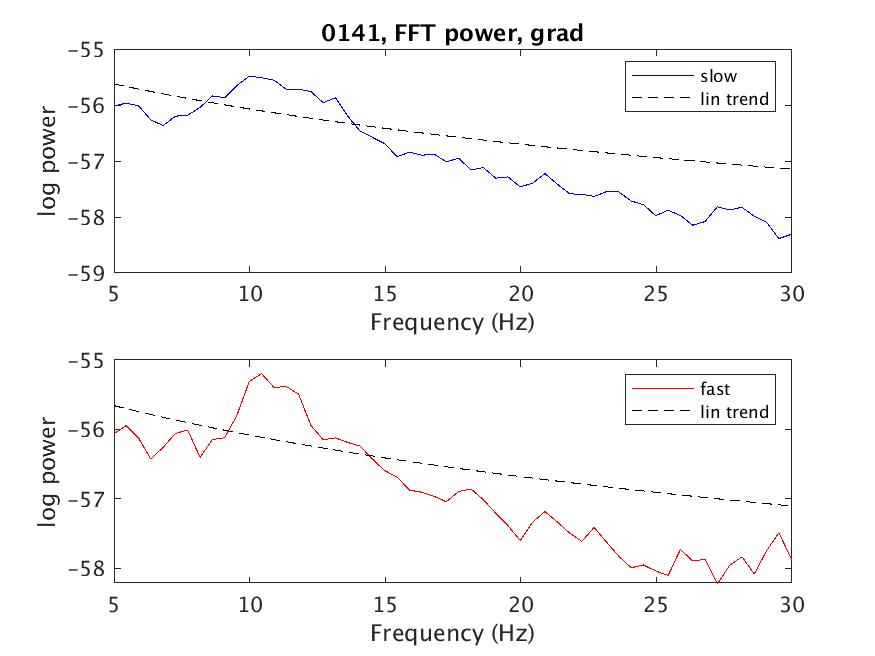 0141, FFT power, grad
-55
-56
-57
-58
-59
log power
slow
lin trend
5 10 15 20 25 30
Frequency (Hz)
-55
-56
-57
-58
log power
fast
lin trend
5 10 15 20 25 30
Frequency (Hz)